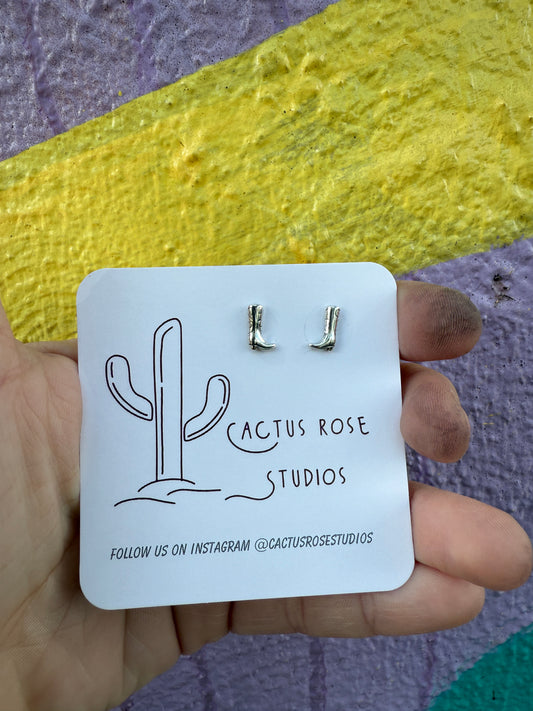 CACTUS ROSE
STUDIOS
FOLLOW US ON INSTAGRAM @CACTUSROSESTUDIOS